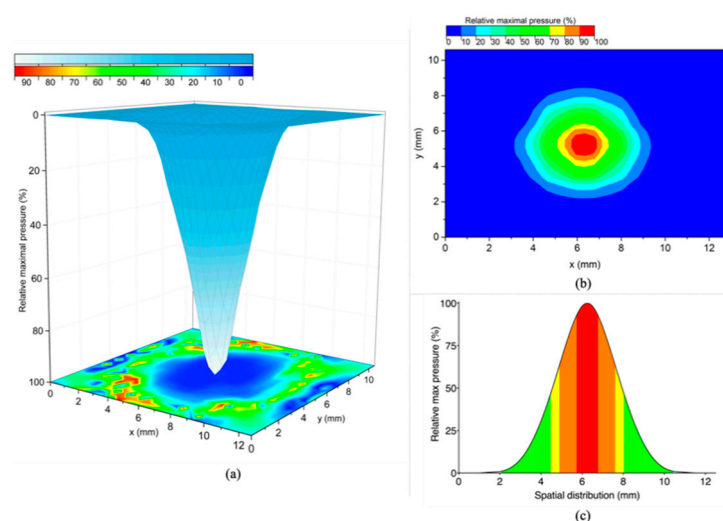 90 80 70 60 50 40 30 20 10 0
0
20
40
60
80
100
Relative maximal pressure (%)
0 2 4 6 8 10 12
x (mm)
0 2 4 6 8 10
y (mm)
(a)
Relative maximal pressure (%)
0 10 20 30 40 50 60 70 80 90 100
10
8
6
4
2
0
y (mm)
0 2 4 6 8 10 12
x (mm)
(b)
100
75
50
25
0
Relative max pressure (%)
0 2 4 6 8 10 12
Spatial distribution (mm)
(c)